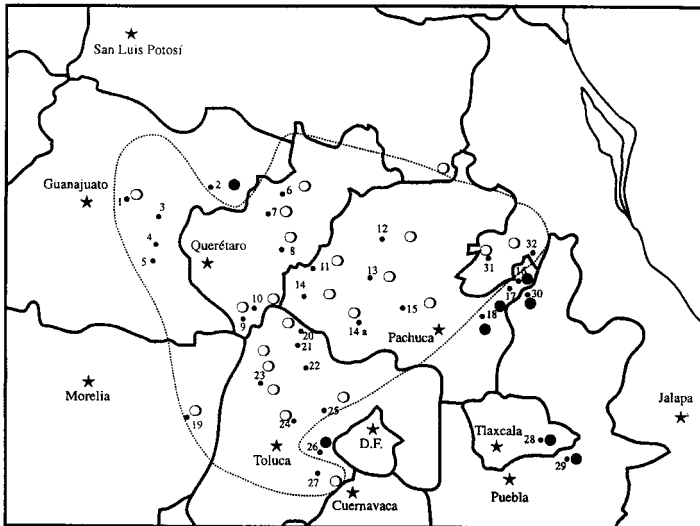 San Luis Potosí
Guanajuato
1
2
3
4
5
6
7
8
Querétaro
9
10
11
12
13
14
14 a
15
Pachuca
16
17
18
30
31
32
Morelia
19
20
21
22
23
24
25
26
27
Toluca
D.F.
Cuernavaca
Tlaxcala
28
29
Puebla
Jalapa